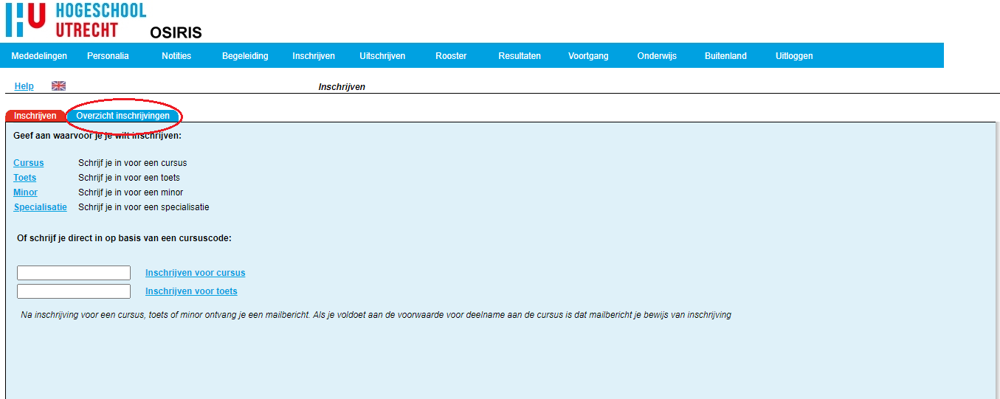 HU HOGESCHOOL
UTRECHT OSIRIS
Mededelingen Personalia Notities Begeleiding Inschrijven Uitschrijven Rooster Resultaten Voortgang Onderwijs Buitenland Uitloggen
Help Inschrijven
Inschrijven Overzicht inschrijvingen
Geef aan waarvoor je je wilt inschrijven:
Cursus Schrijf je in voor een cursus
Toets Schrijf je in voor een toets
Minor Schrijf je in voor een minor
Specialisatie Schrijf je in voor een specialisatie
Of schrijf je direct in op basis van een cursuscode:
Inschrijven voor cursus
Inschrijven voor toets
Na inschrijving voor een cursus, toets of minor ontvang je een mailbericht. Als je voldoet aan de voorwaarde voor deelname aan de cursus is dat mailbericht je bewijs van inschrijving